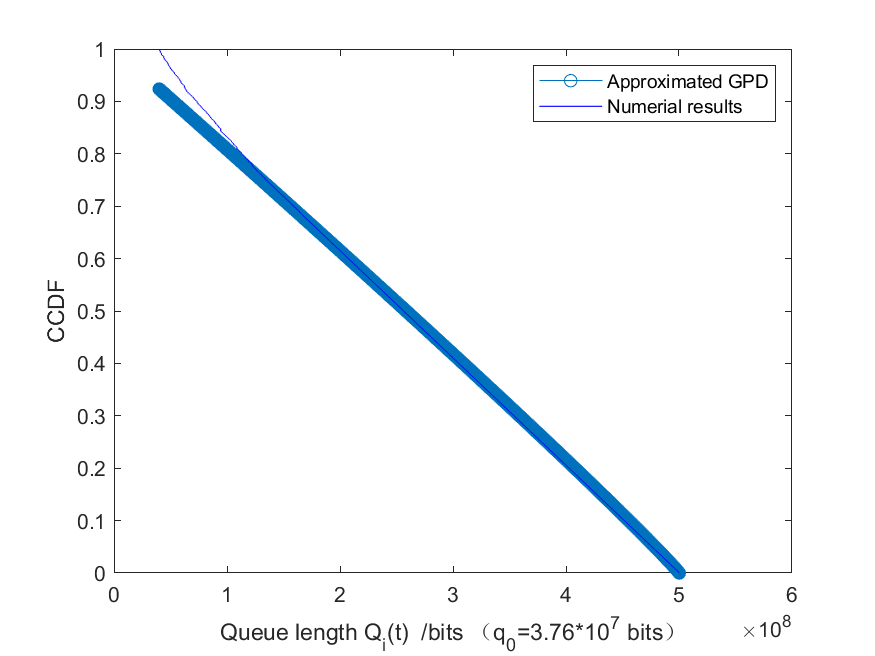 1
0.9
0.8
0.7
0.6
0.5
0.4
0.3
0.2
0.1
0
CCDF
Approximated GPD
Numerial results
0 1 2 3 4 5 6
×10^8
Queue length Q_i(t) /bits （q_0=3.76*10^7 bits）